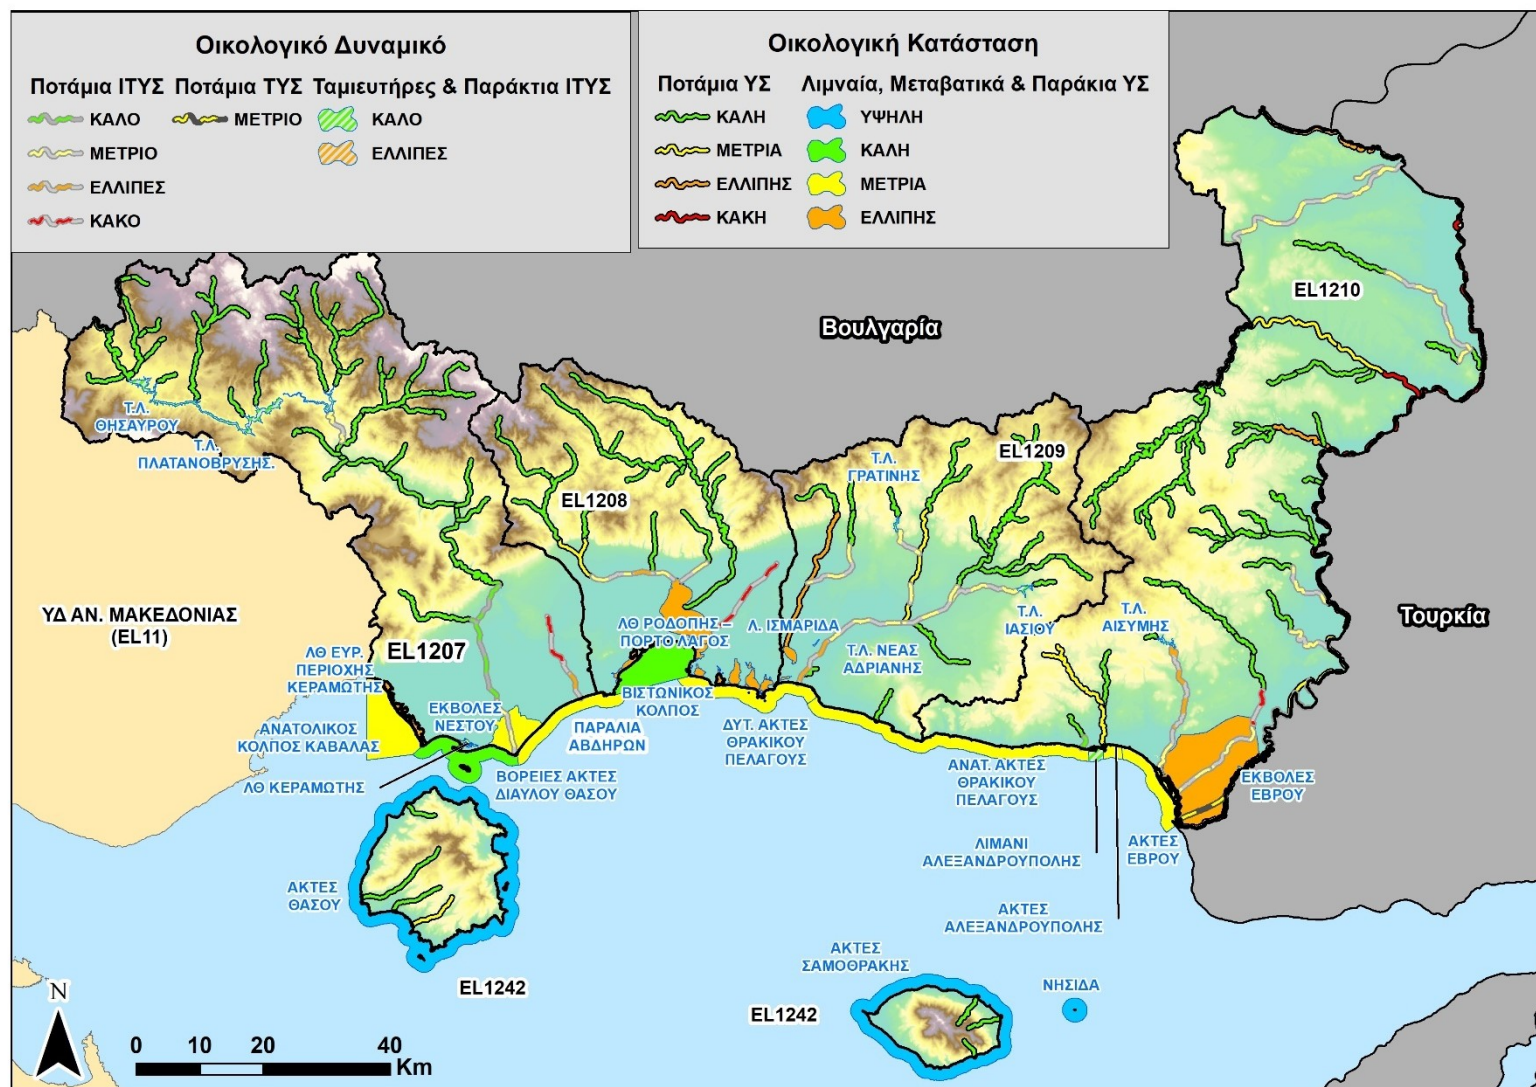 Οικολογικό Δυναμικό
Ποτάμια ΙΤΥΣ Ποτάμια ΤΥΣ Ταμιευτήρες & Παράκτια ΙΤΥΣ
ΚΑΛΟ ΜΕΤΡΙΟ ΚΑΛΟ
ΜΕΤΡΙΟ ΕΛΛΙΠΕΣ
ΕΛΛΙΠΕΣ
ΚΑΚΟ
Οικολογική Κατάσταση
Ποτάμια ΥΣ Λιμναία, Μεταβατικά & Παράκια ΥΣ
ΚΑΛΗ ΥΨΗΛΗ
ΜΕΤΡΙΑ ΚΑΛΗ
ΕΛΛΙΠΗΣ ΜΕΤΡΙΑ
ΚΑΚΗ ΕΛΛΙΠΗΣ
EL1210
Βουλγαρία
Τ.Λ.
ΘΗΣΑΥΡΟΥ
Τ.Λ.
ΠΛΑΤΑΝΟΒΡΥΣΗΣ.
EL1208
Τ.Λ.
ΓΡΑΤΙΝΗΣ
EL1209
ΥΔ ΑΝ. ΜΑΚΕΔΟΝΙΑΣ
(EL11)
EL1207
ΛΘ ΡΟΔΟΠΗΣ –
ΠΟΡΤΟ ΛΑΓΟΣ
Λ. ΙΣΜΑΡΙΔΑ
Τ.Λ.
ΙΑΣΙΟΥ
Τ.Λ.
ΑΙΣΥΜΗΣ
Τουρκία
ΛΘ ΕΥΡ.
ΠΕΡΙΟΧΗΣ
ΚΕΡΑΜΩΤΗΣ
Τ.Λ. ΝΕΑΣ
ΑΔΡΙΑΝΗΣ
ΑΝΑΤΟΛΙΚΟΣ
ΚΟΛΠΟΣ ΚΑΒΑΛΑΣ
ΕΚΒΟΛΕΣ
ΝΕΣΤΟΥ
ΒΙΣΤΩΝΙΚΟΣ
ΚΟΛΠΟΣ
ΠΑΡΑΛΙΑ
ΑΒΔΗΡΩΝ
ΔΥΤ. ΑΚΤΕΣ
ΘΡΑΚΙΚΟΥ
ΠΕΛΑΓΟΥΣ
ΛΘ ΚΕΡΑΜΩΤΗΣ
ΒΟΡΕΙΕΣ ΑΚΤΕΣ
ΔΙΑΥΛΟΥ ΘΑΣΟΥ
ΑΝΑΤ. ΑΚΤΕΣ
ΘΡΑΚΙΚΟΥ
ΠΕΛΑΓΟΥΣ
ΕΚΒΟΛΕΣ
ΕΒΡΟΥ
ΛΙΜΑΝΙ
ΑΛΕΞΑΝΔΡΟΥΠΟΛΗΣ
ΑΚΤΕΣ
ΕΒΡΟΥ
ΑΚΤΕΣ
ΘΑΣΟΥ
ΑΚΤΕΣ
ΑΛΕΞΑΝΔΡΟΥΠΟΛΗΣ
ΑΚΤΕΣ
ΣΑΜΟΘΡΑΚΗΣ
ΝΗΣΙΔΑ
EL1242
EL1242
N
0 10 20 40
Km